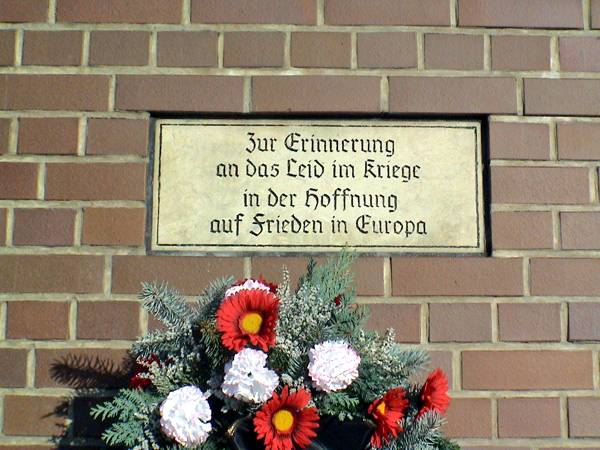 Zur Erinnerung
an das Leid im Kriege
in der Hoffnung
auf Frieden in Europa